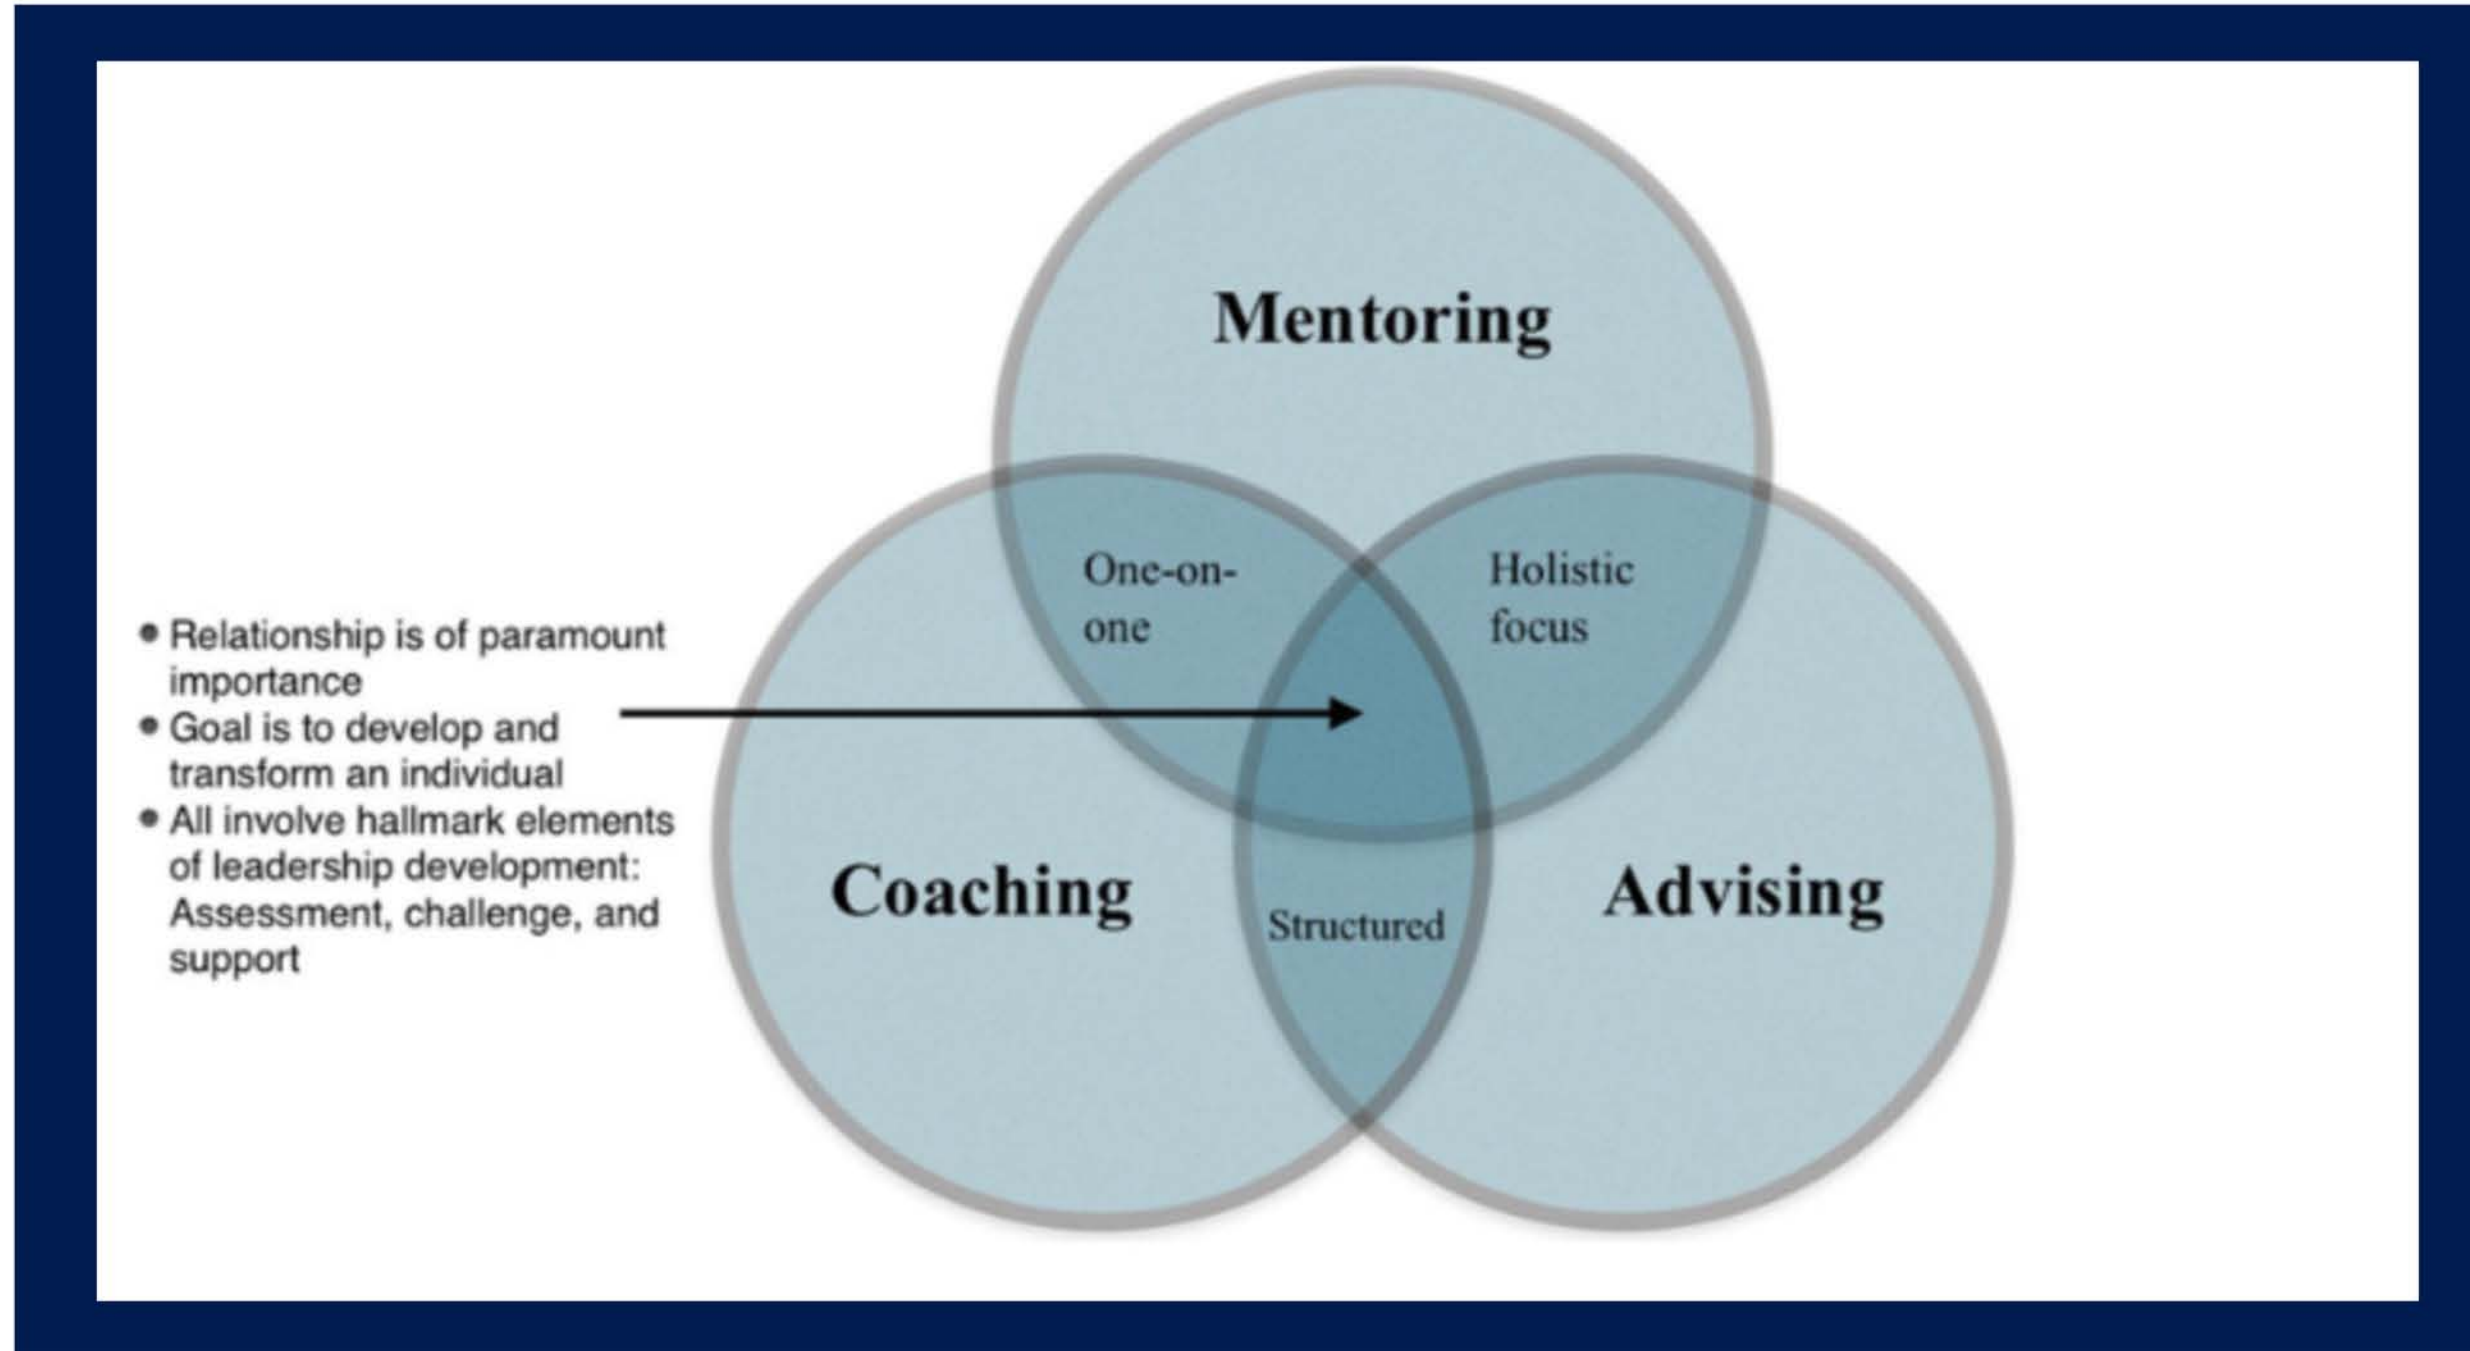 Mentoring
One-on-
one
Holistic
focus
• Relationship is of paramount
importance
• Goal is to develop and
transform an individual
• All involve hallmark elements
of leadership development:
Assessment, challenge, and
support
Coaching
Structured
Advising